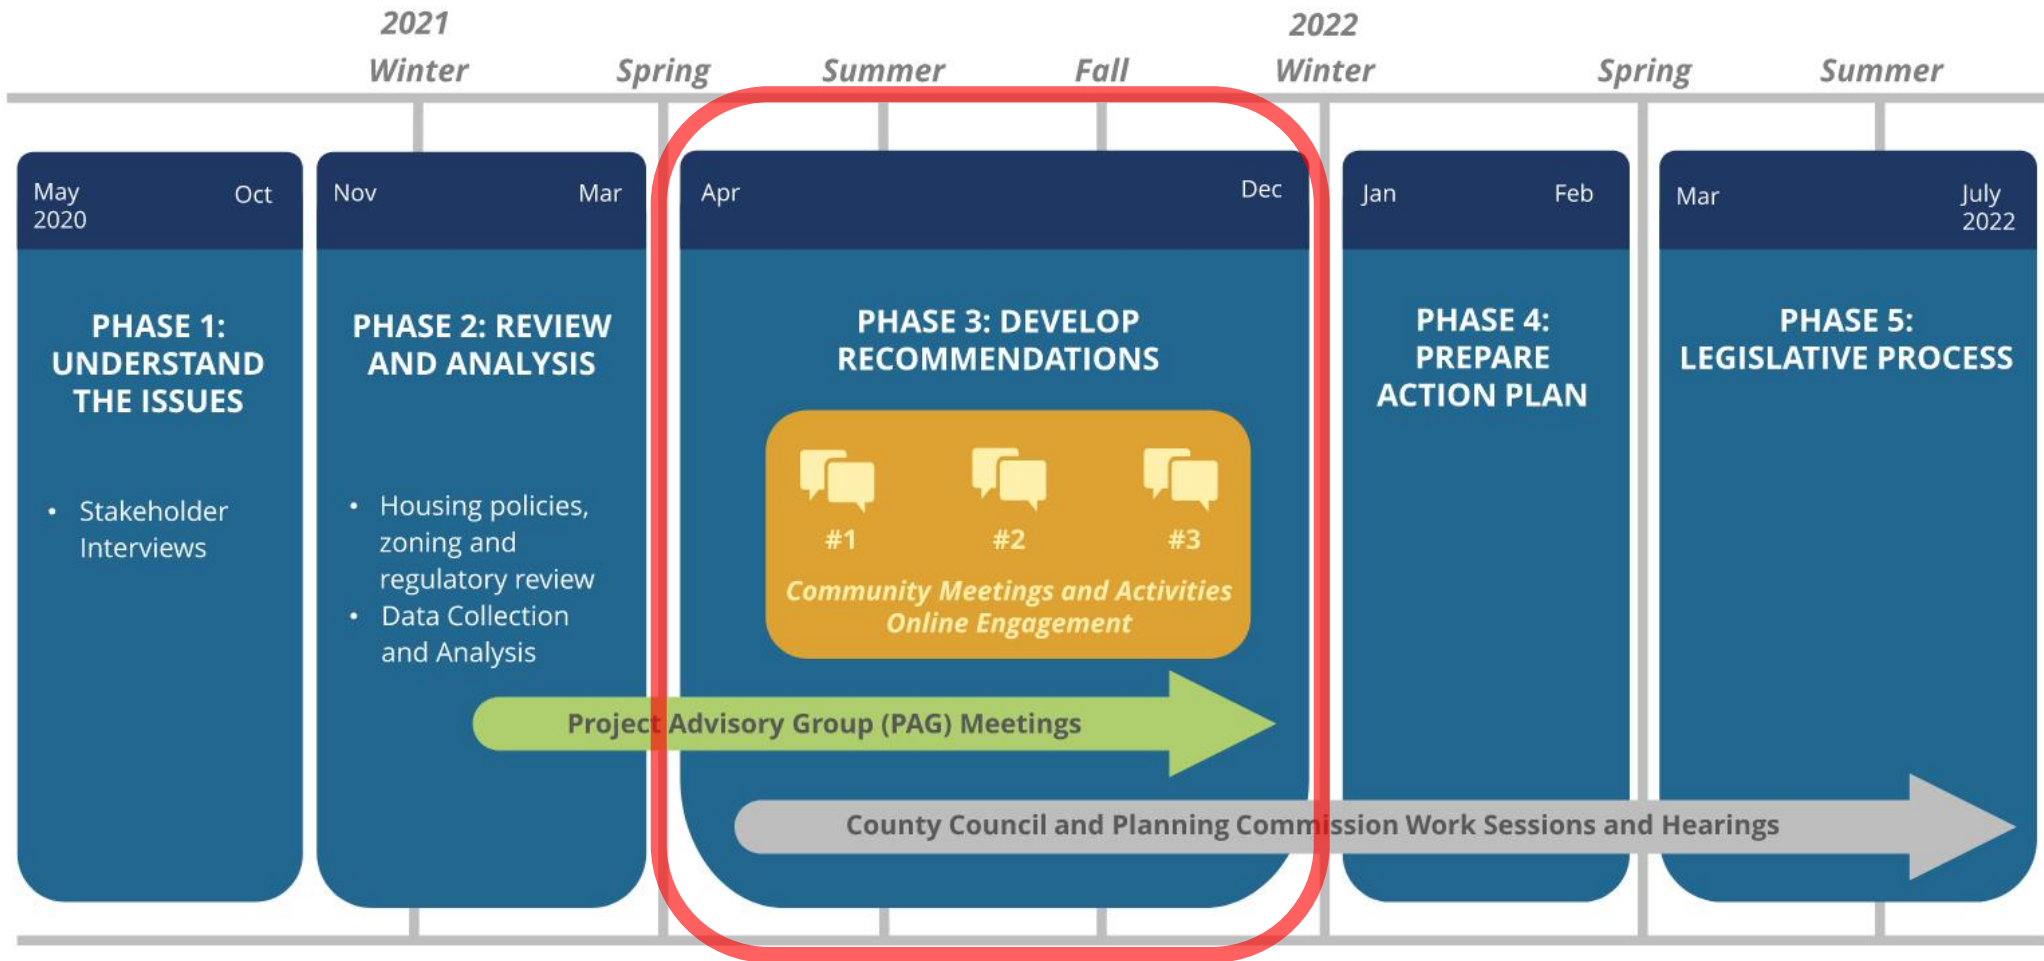 2021
2022
Winter
Spring
Summer
Fall
Winter
Spring
Summer
May
2020
Oct
Nov
Mar
Apr
Dec
Jan
Feb
Mar
July
2022
PHASE 1:
UNDERSTAND
THE ISSUES
• Stakeholder
Interviews
PHASE 2: REVIEW
AND ANALYSIS
• Housing policies,
zoning and
regulatory review
• Data Collection
and Analysis
PHASE 3: DEVELOP
RECOMMENDATIONS
#1
#2
#3
Community Meetings and Activities
Online Engagement
PHASE 4:
PREPARE
ACTION PLAN
PHASE 5:
LEGISLATIVE PROCESS
Project Advisory Group (PAG) Meetings
County Council and Planning Commission Work Sessions and Hearings